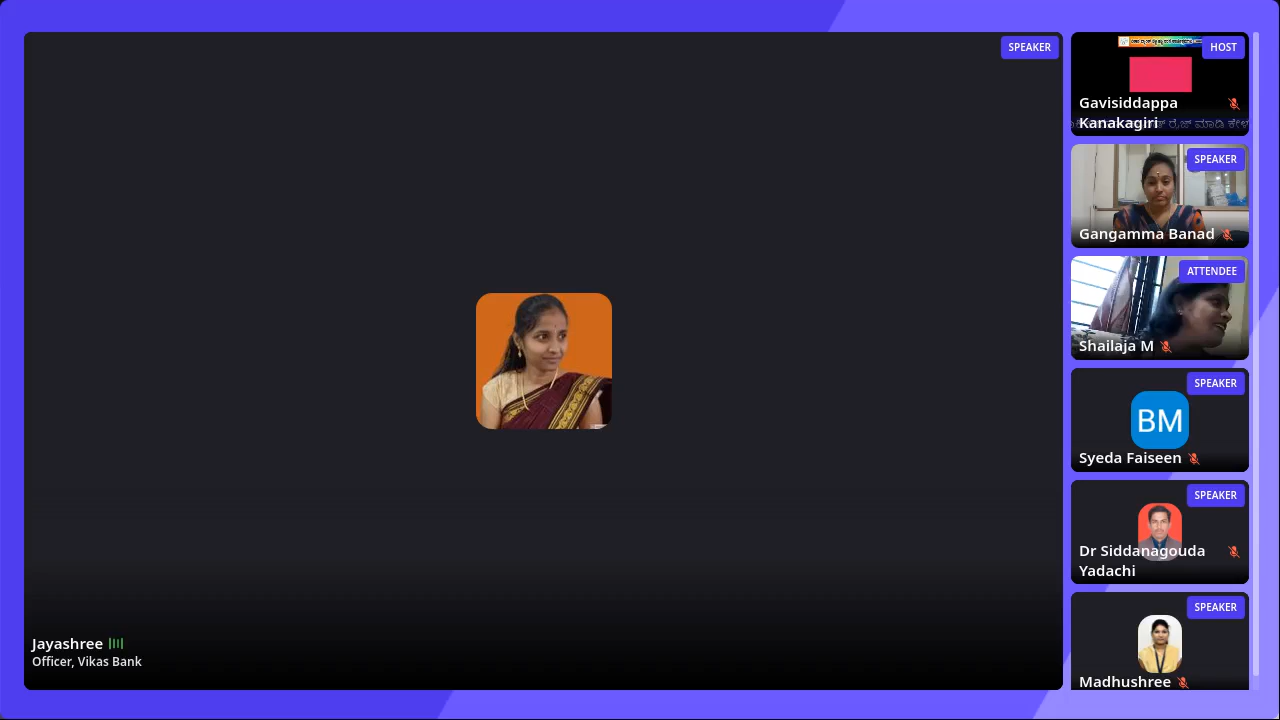 SPEAKER
Jayashree
Officer, Vikas Bank
HOST
Gavisiddappa
Kanakagiri
ರೈಜ್ ಮಾಡಿ
SPEAKER
Gangamma Banad
ATTENDEE
Shailaja M
SPEAKER
BM
Syeda Faiseen
SPEAKER
Dr Siddanagouda
Yadachi
SPEAKER
Madhushree